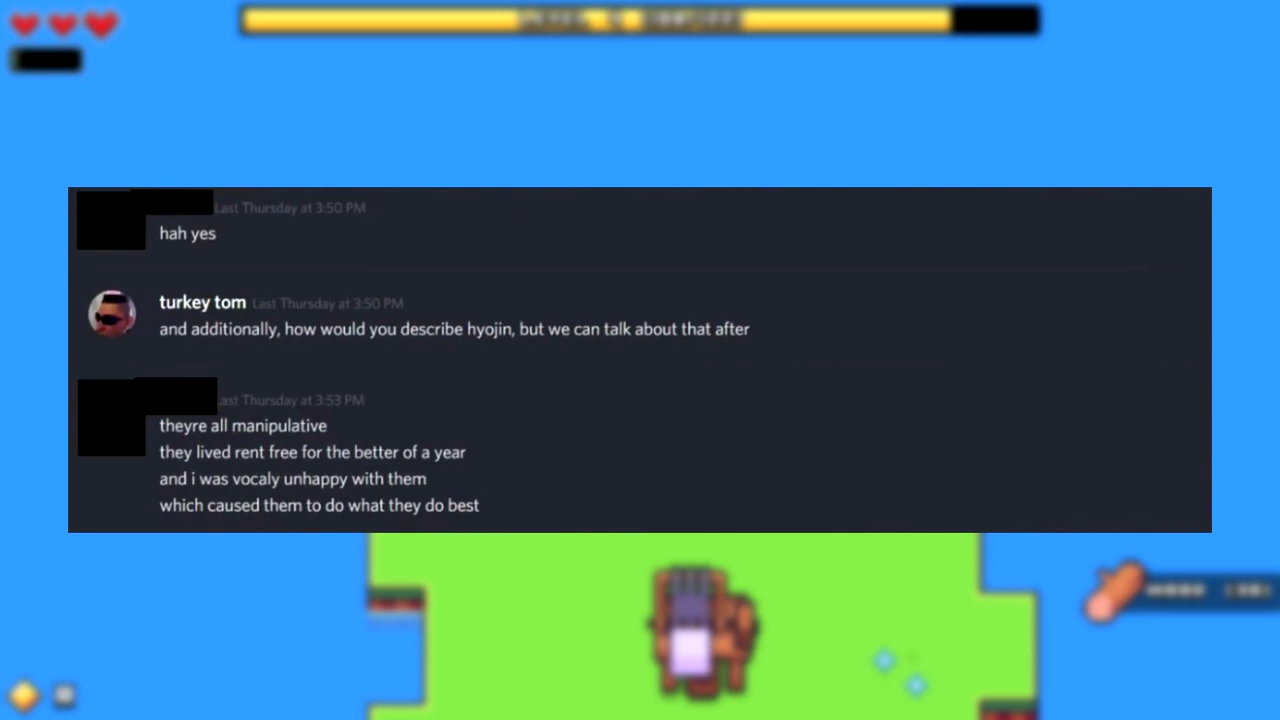 Last Thursday at 3:50 PM
hah yes
turkey tom Last Thursday at 3:50 PM
and additionally, how would you describe hyojin, but we can talk about that after
Last Thursday at 3:53 PM
theyre all manipulative
they lived rent free for the better of a year
and i was vocaly unhappy with them
which caused them to do what they do best